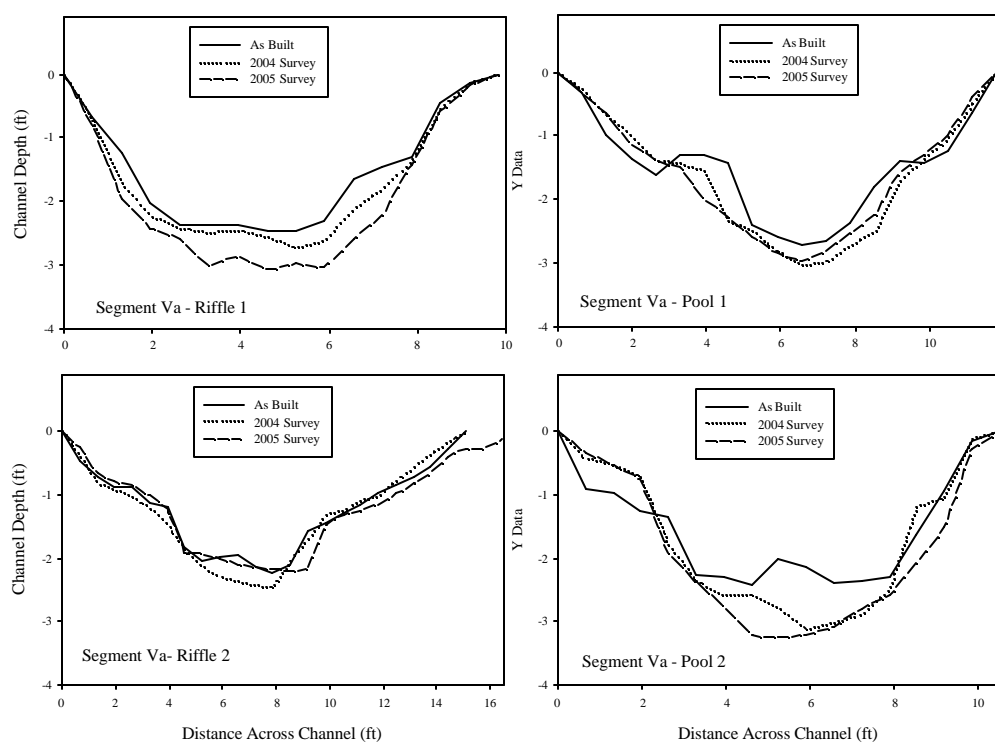 As Built
2004 Survey
2005 Survey
0
-1
-2
-3
-4
Channel Depth (ft)
Segment Va - Riffle 1
0 2 4 6 8 10
As Built
2004 Survey
2005 Survey
0
-1
-2
-3
-4
Y Data
Segment Va - Pool 1
0 2 4 6 8 10
As Built
2004 Survey
2005 Survey
0
-1
-2
-3
-4
Channel Depth (ft)
Segment Va- Riffle 2
0 2 4 6 8 10 12 14 16
Distance Across Channel (ft)
As Built
2004 Survey
2005 Survey
0
-1
-2
-3
-4
Y Data
Segment Va - Pool 2
0 2 4 6 8 10
Distance Across Channel (ft)